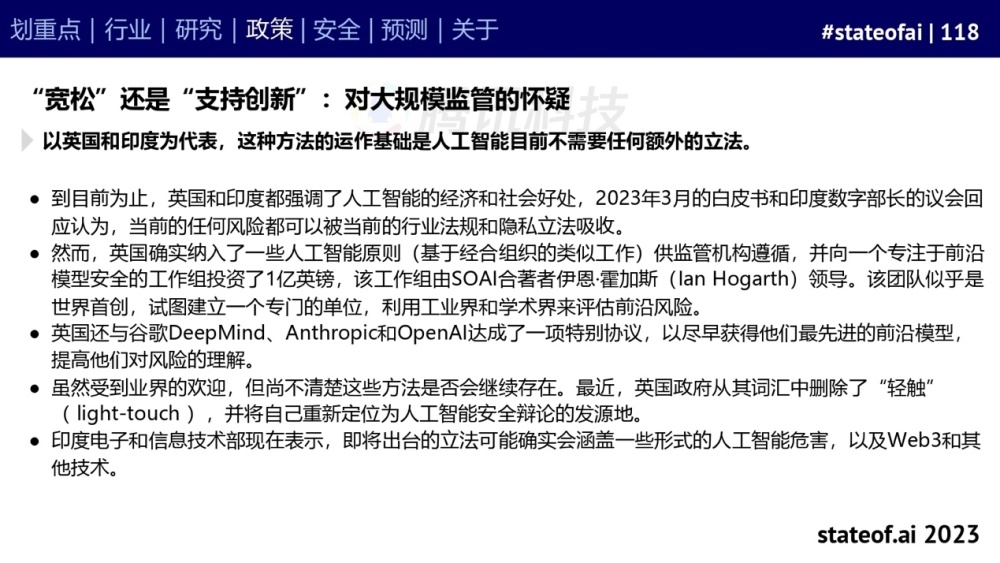 划重点 | 行业 | 研究 | 政策 | 安全 | 预测 | 关于
#stateofai | 118
“宽松”还是“支持创新”：对大规模监管的怀疑
腾讯科技
以英国和印度为代表，这种方法的运作基础是人工智能目前不需要任何额外的立法。
● 到目前为止，英国和印度都强调了人工智能的经济和社会好处，2023年3月的白皮书和印度数字部长的议会回
应认为，当前的任何风险都可以被当前的行业法规和隐私立法吸收。
● 然而，英国确实纳入了一些人工智能原则（基于经合组织的类似工作）供监管机构遵循，并向一个专注于前沿
模型安全的工作组投资了1亿英镑，该工作组由SOAI合著者伊恩·霍加斯（Ian Hogarth）领导。该团队似乎是
世界首创，试图建立一个专门的单位，利用工业界和学术界来评估前沿风险。
● 英国还与谷歌DeepMind、Anthropic和OpenAI达成了一项特别协议，以尽早获得他们最先进的前沿模型，
提高他们对风险的理解。
● 虽然受到业界的欢迎，但尚不清楚这些方法是否会继续存在。最近，英国政府从其词汇中删除了“轻触”
（ light-touch ），并将自己重新定位为人工智能安全辩论的发源地。
● 印度电子和信息技术部现在表示，即将出台的立法可能确实会涵盖一些形式的人工智能危害，以及Web3和其
他技术。
stateof.ai 2023